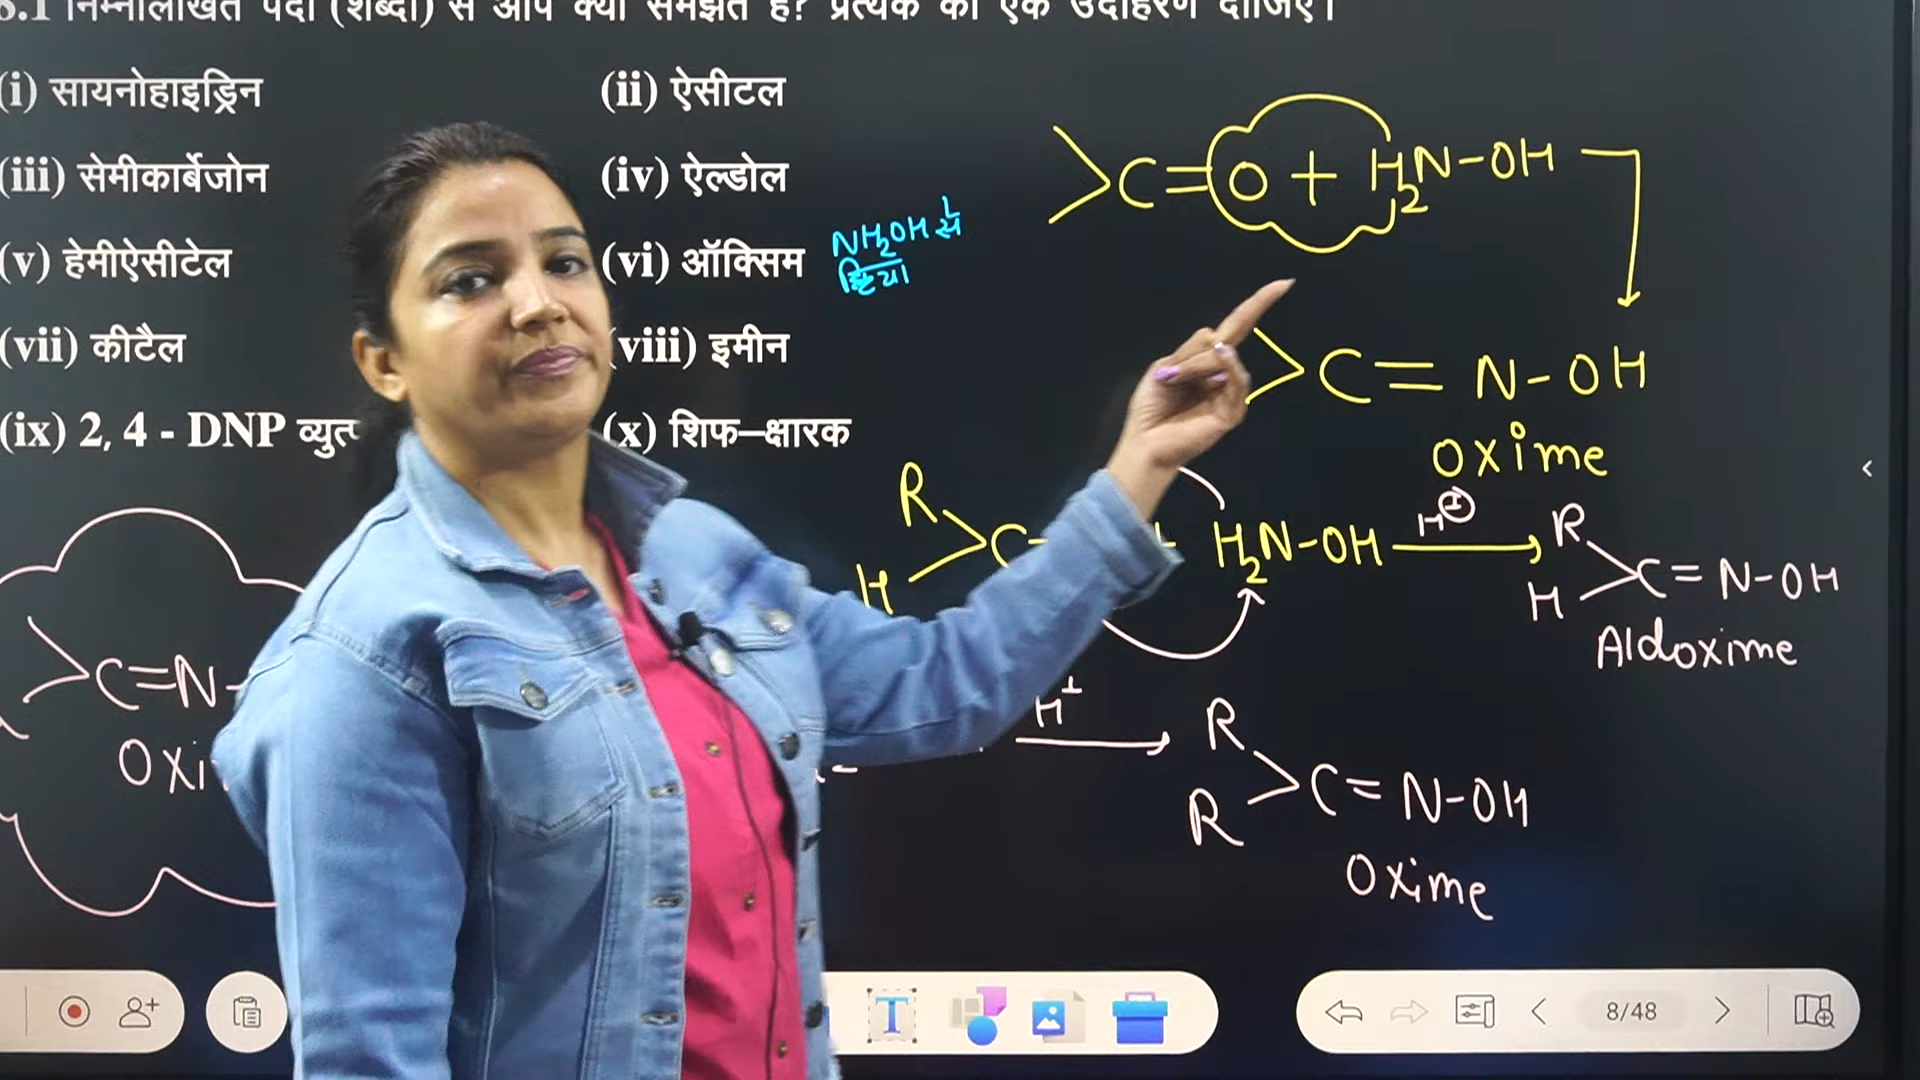 8.1 निम्नलिखित पदों (शब्दों) से आप क्या समझते हैं? प्रत्येक का एक उदाहरण दीजिए।
(i) सायनोहाइड्रिन
(ii) ऐसीटल
(iii) सेमीकार्बेजोन
(iv) ऐल्डोल
(v) हेमीऐसीटेल
(vi) ऑक्सिम
NH₂OH से
क्रिया
(vii) कीटैल
(viii) इमीन
(ix) 2, 4 - DNP
(x) शिफ–क्षारक
C=O + H₂N-OH
C=N-OH
Oxime
R
H
C
H₂N-OH
H⊕
R
H
C=N-OH
Aldoxime
C=N-
Oxi
H⁺
R
R
C=N-OH
Oxime
T
8/48